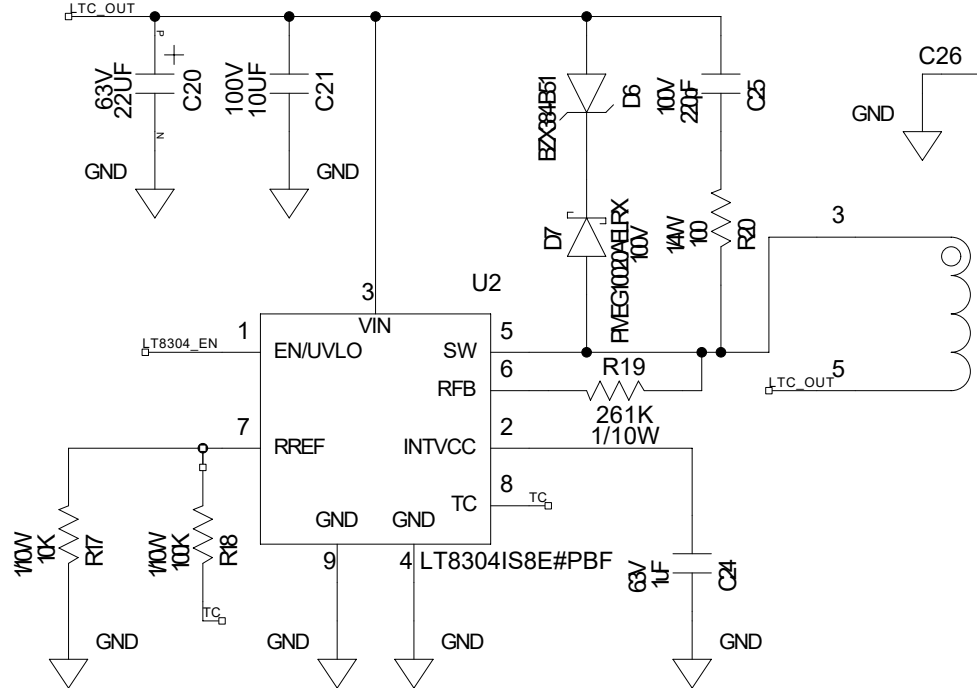 LTC_OUT
P
63V
22UF
C20
N
GND
100V
10UF
C21
GND
BZX384B51
D6
100V
220pF
C25
C26
GND
D7
PMEG10020AELRX
100V
1/4W
100
R20
3
5
LTC_OUT
U2
3
VIN
1
LT8304_EN
EN/UVLO
SW
5
RFB
6
R19
261K
1/10W
7
RREF
INTVCC
2
TC
8
TC
GND
GND
9
4
LT8304IS8E#PBF
1/10W
10K
R17
1/10W
100K
R18
TC
1uF
C24
GND
GND
GND
GND